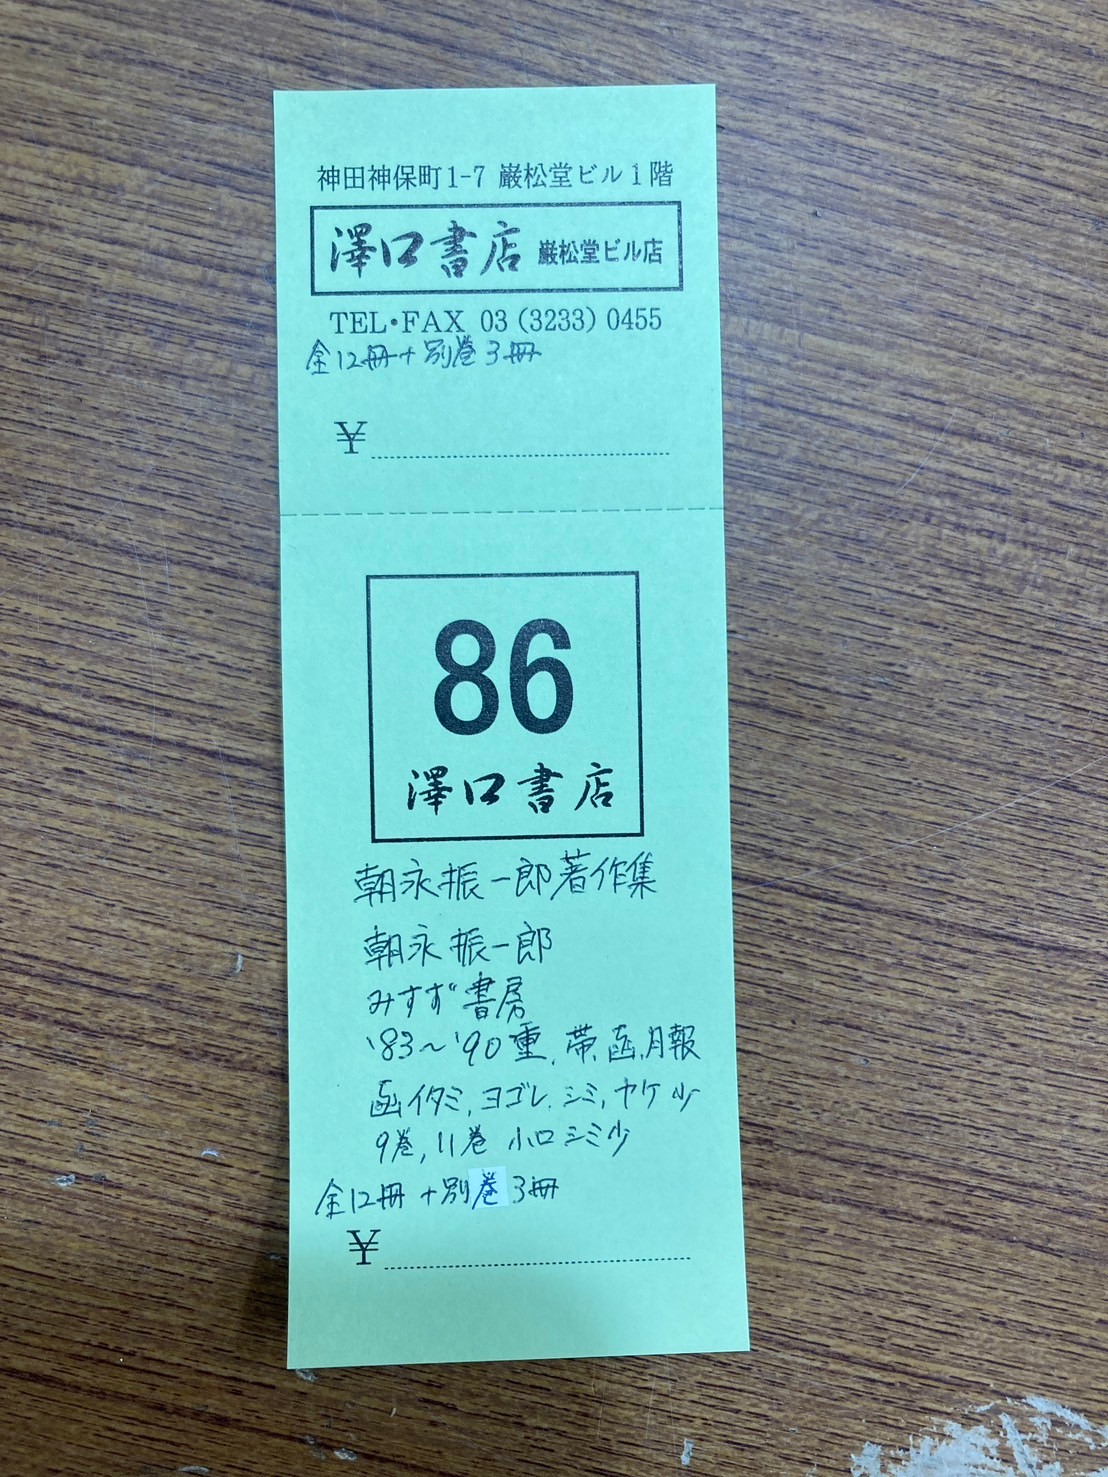 神田神保町1-7 巌松堂ビル1階
澤口書店 巌松堂ビル店
TEL・FAX 03(3233)0455
全12冊+別巻3冊
¥
86
澤口書店
朝永振一郎著作集
朝永振一郎
みすず書房
'83〜'90重、帯、函、月報
函イタミ、ヨゴレ、シミ、ヤケ少
9巻、11巻 小口シミ少
全12冊+別巻3冊
¥